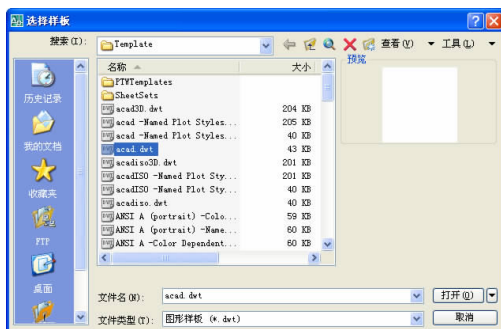 选择样板
搜索(I):
Template
查看(V)
工具(L)
名称
大小
预览
PTWTemplates
SheetSets
acad3D.dwt 204 KB
acad -Named Plot Styles... 205 KB
acad -Named Plot Styles... 40 KB
acad.dwt 43 KB
acadiso3D.dwt 201 KB
acadISO -Named Plot Sty... 201 KB
acadISO -Named Plot Sty... 40 KB
acadiso.dwt 40 KB
ANSI A (portrait) -Colo... 59 KB
ANSI A (portrait) -Name... 60 KB
ANSI A -Color Dependent... 60 KB
历史记录
我的文档
收藏夹
FTP
桌面
文件名(N):
acad.dwt
打开(O)
文件类型(T):
图形样板 (*.dwt)
取消